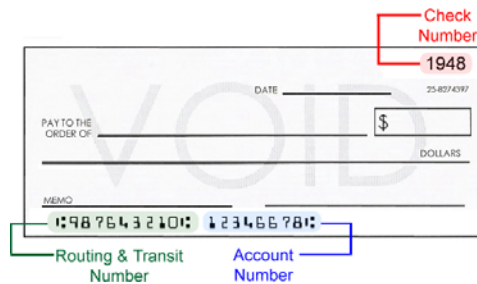 Check
Number
1948
VOID
DATE
25-8274397
PAY TO THE
ORDER OF
$
DOLLARS
MEMO
⑆987643210⑆ 12346678⑆
Routing & Transit
Number
Account
Number